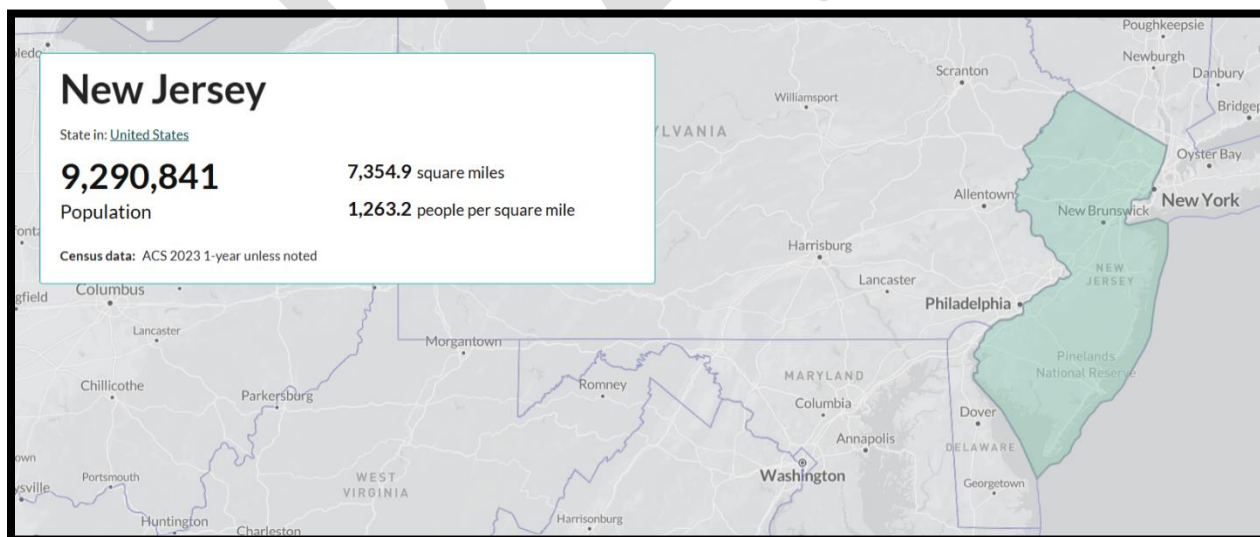 New Jersey
State in: United States
9,290,841
Population
7,354.9 square miles
1,263.2 people per square mile
Census data: ACS 2023 1-year unless noted
Poughkeepsie
Newburgh
Danbury
Scranton
Williamsport
YLVANIA
Oyster Bay
Allentown
New York
New Brunswick
Harrisburg
NEW
JERSEY
Lancaster
Columbus
Philadelphia
Lancaster
Morgantown
Pinelands
National Reserve
MARYLAND
Chillicothe
Romney
Parkersburg
Columbia
Dover
Annapolis
DELAWARE
Portsmouth
WEST
VIRGINIA
Washington
Georgetown
Huntington
Harrisonburg
Charleston